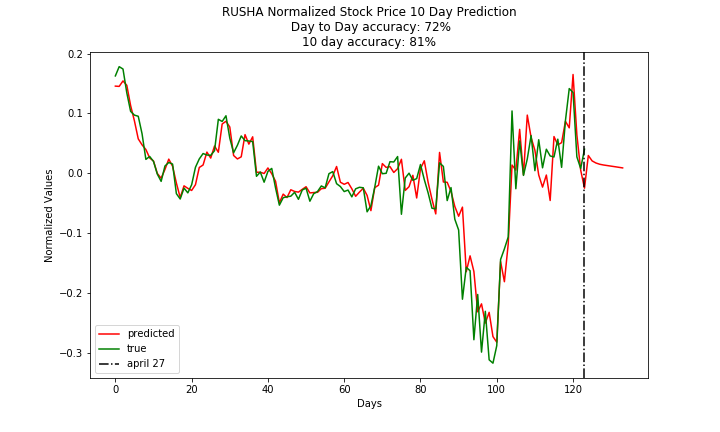 RUSHA Normalized Stock Price 10 Day Prediction
Day to Day accuracy: 72%
10 day accuracy: 81%
Normalized Values
0.2
0.1
0.0
−0.1
−0.2
−0.3
predicted
true
april 27
0 20 40 60 80 100 120
Days